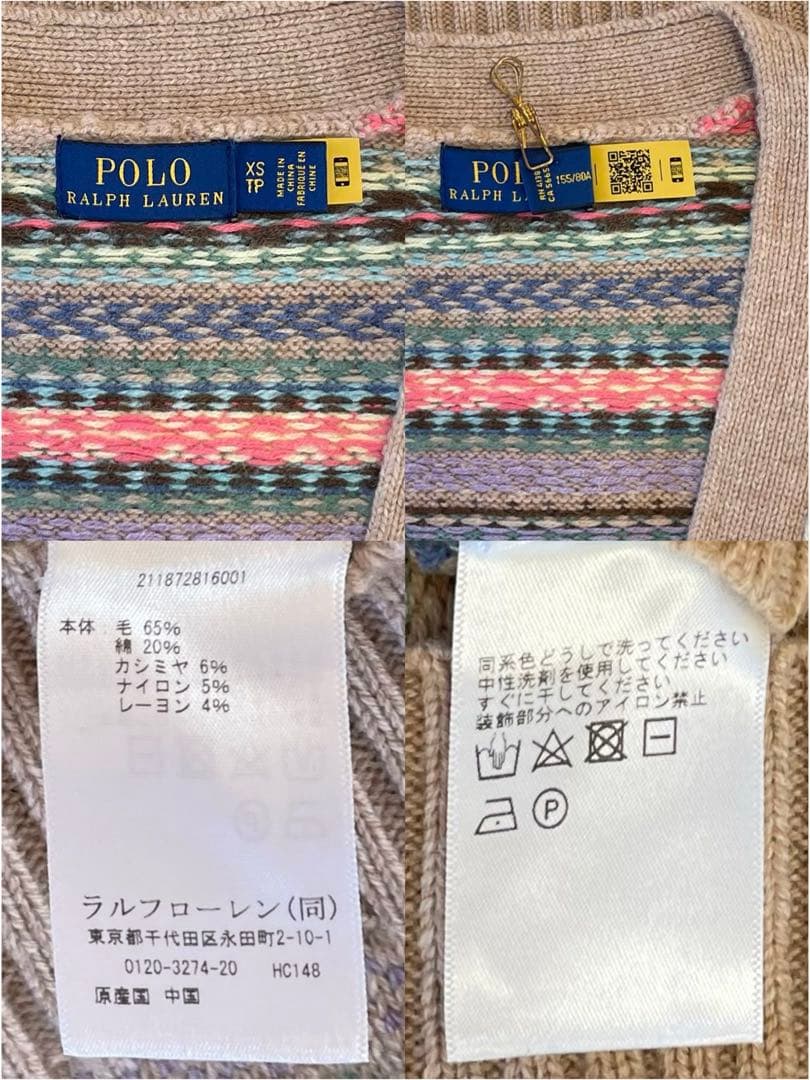 POLO
RALPH LAUREN
XS
TP
MADE IN
CHINA
FABRIQUÉ EN
CHINE
POL
RALPH L
RN 4138
CA 5665
155/80A
211872816001
本体 毛 65%
綿 20%
カシミヤ 6%
ナイロン 5%
レーヨン 4%
ラルフローレン(同)
東京都千代田区永田町2-10-1
0120-3274-20 HC148
原産国 中国
同系色どうしで洗ってください
中性洗剤を使用してください
すぐに干してください
装飾部分へのアイロン禁止
P